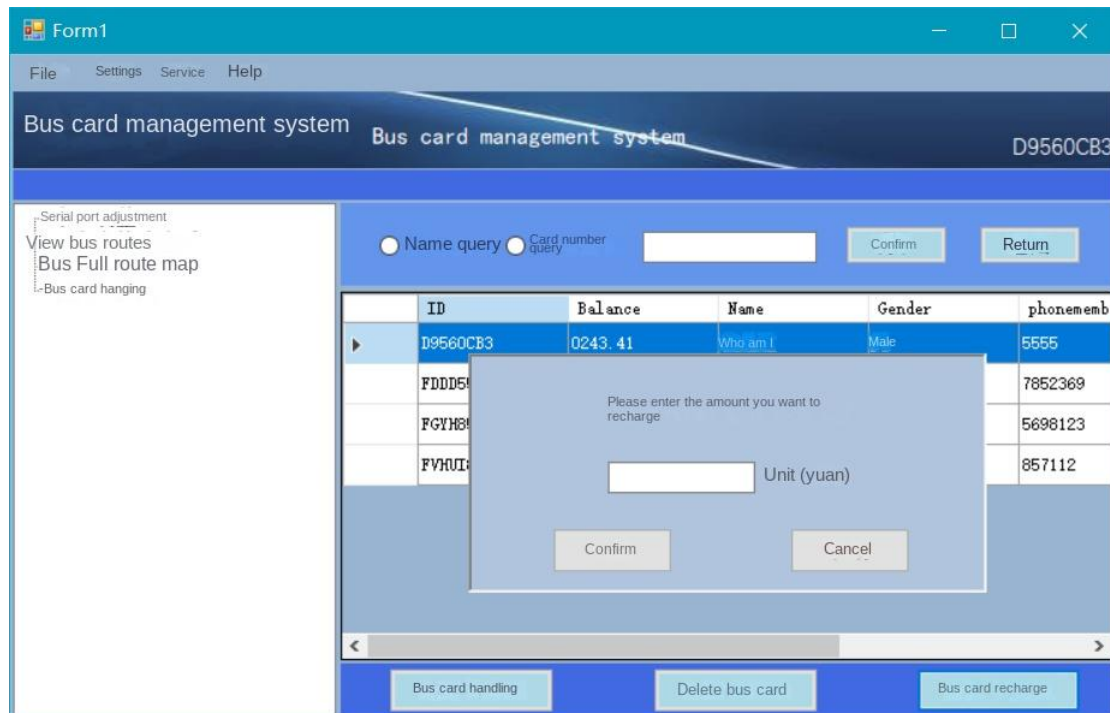 Form1
File Settings Service Help
Bus card management system
Bus card management system
D9560CB3
Serial port adjustment
View bus routes
Bus Full route map
Bus card hanging
Name query
Card number
query
Confirm
Return
ID Balance Name Gender phonememb
D9560CB3 0243.41 Who am I Male 5555
FDDD5 7852369
FGYH8 5698123
FVHUI 857112
Please enter the amount you want to
recharge
Unit (yuan)
Confirm
Cancel
Bus card handling
Delete bus card
Bus card recharge